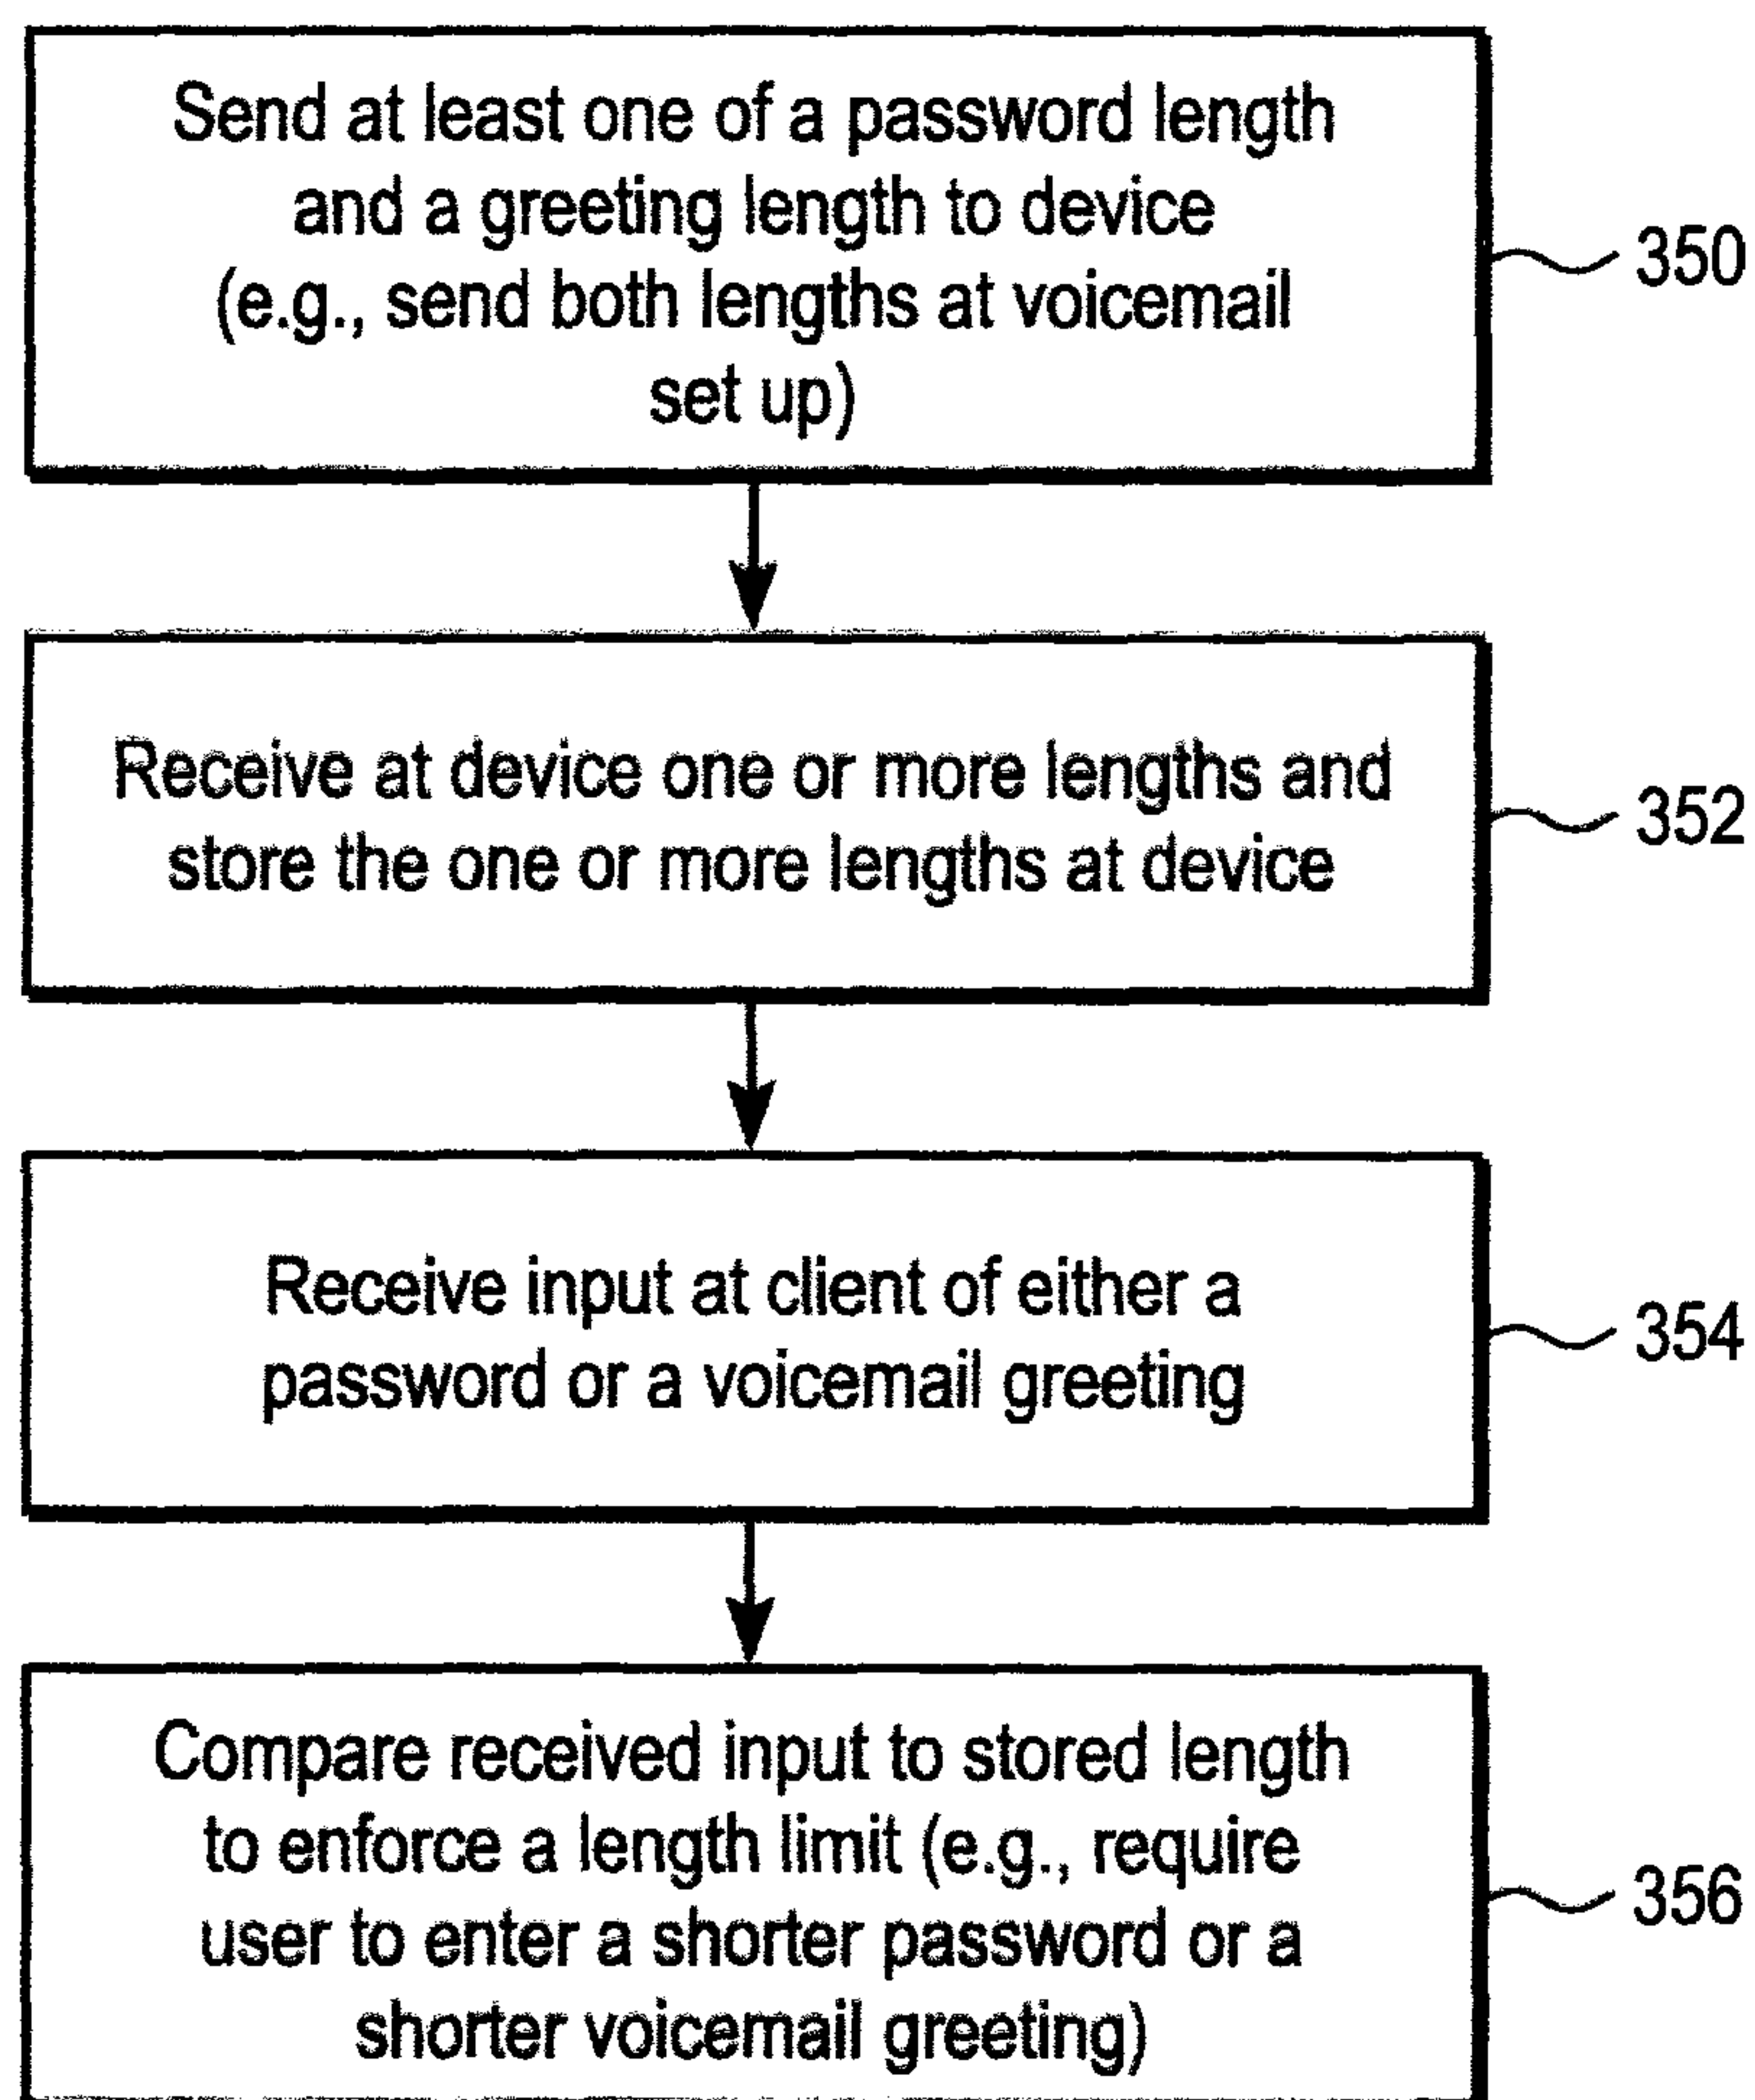 Send at least one of a password length
and a greeting length to device
(e.g., send both lengths at voicemail
set up)
350
Receive at device one or more lengths and
store the one or more lengths at device
352
Receive input at client of either a
password or a voicemail greeting
354
Compare received input to stored length
to enforce a length limit (e.g., require
user to enter a shorter password or a
shorter voicemail greeting)
356